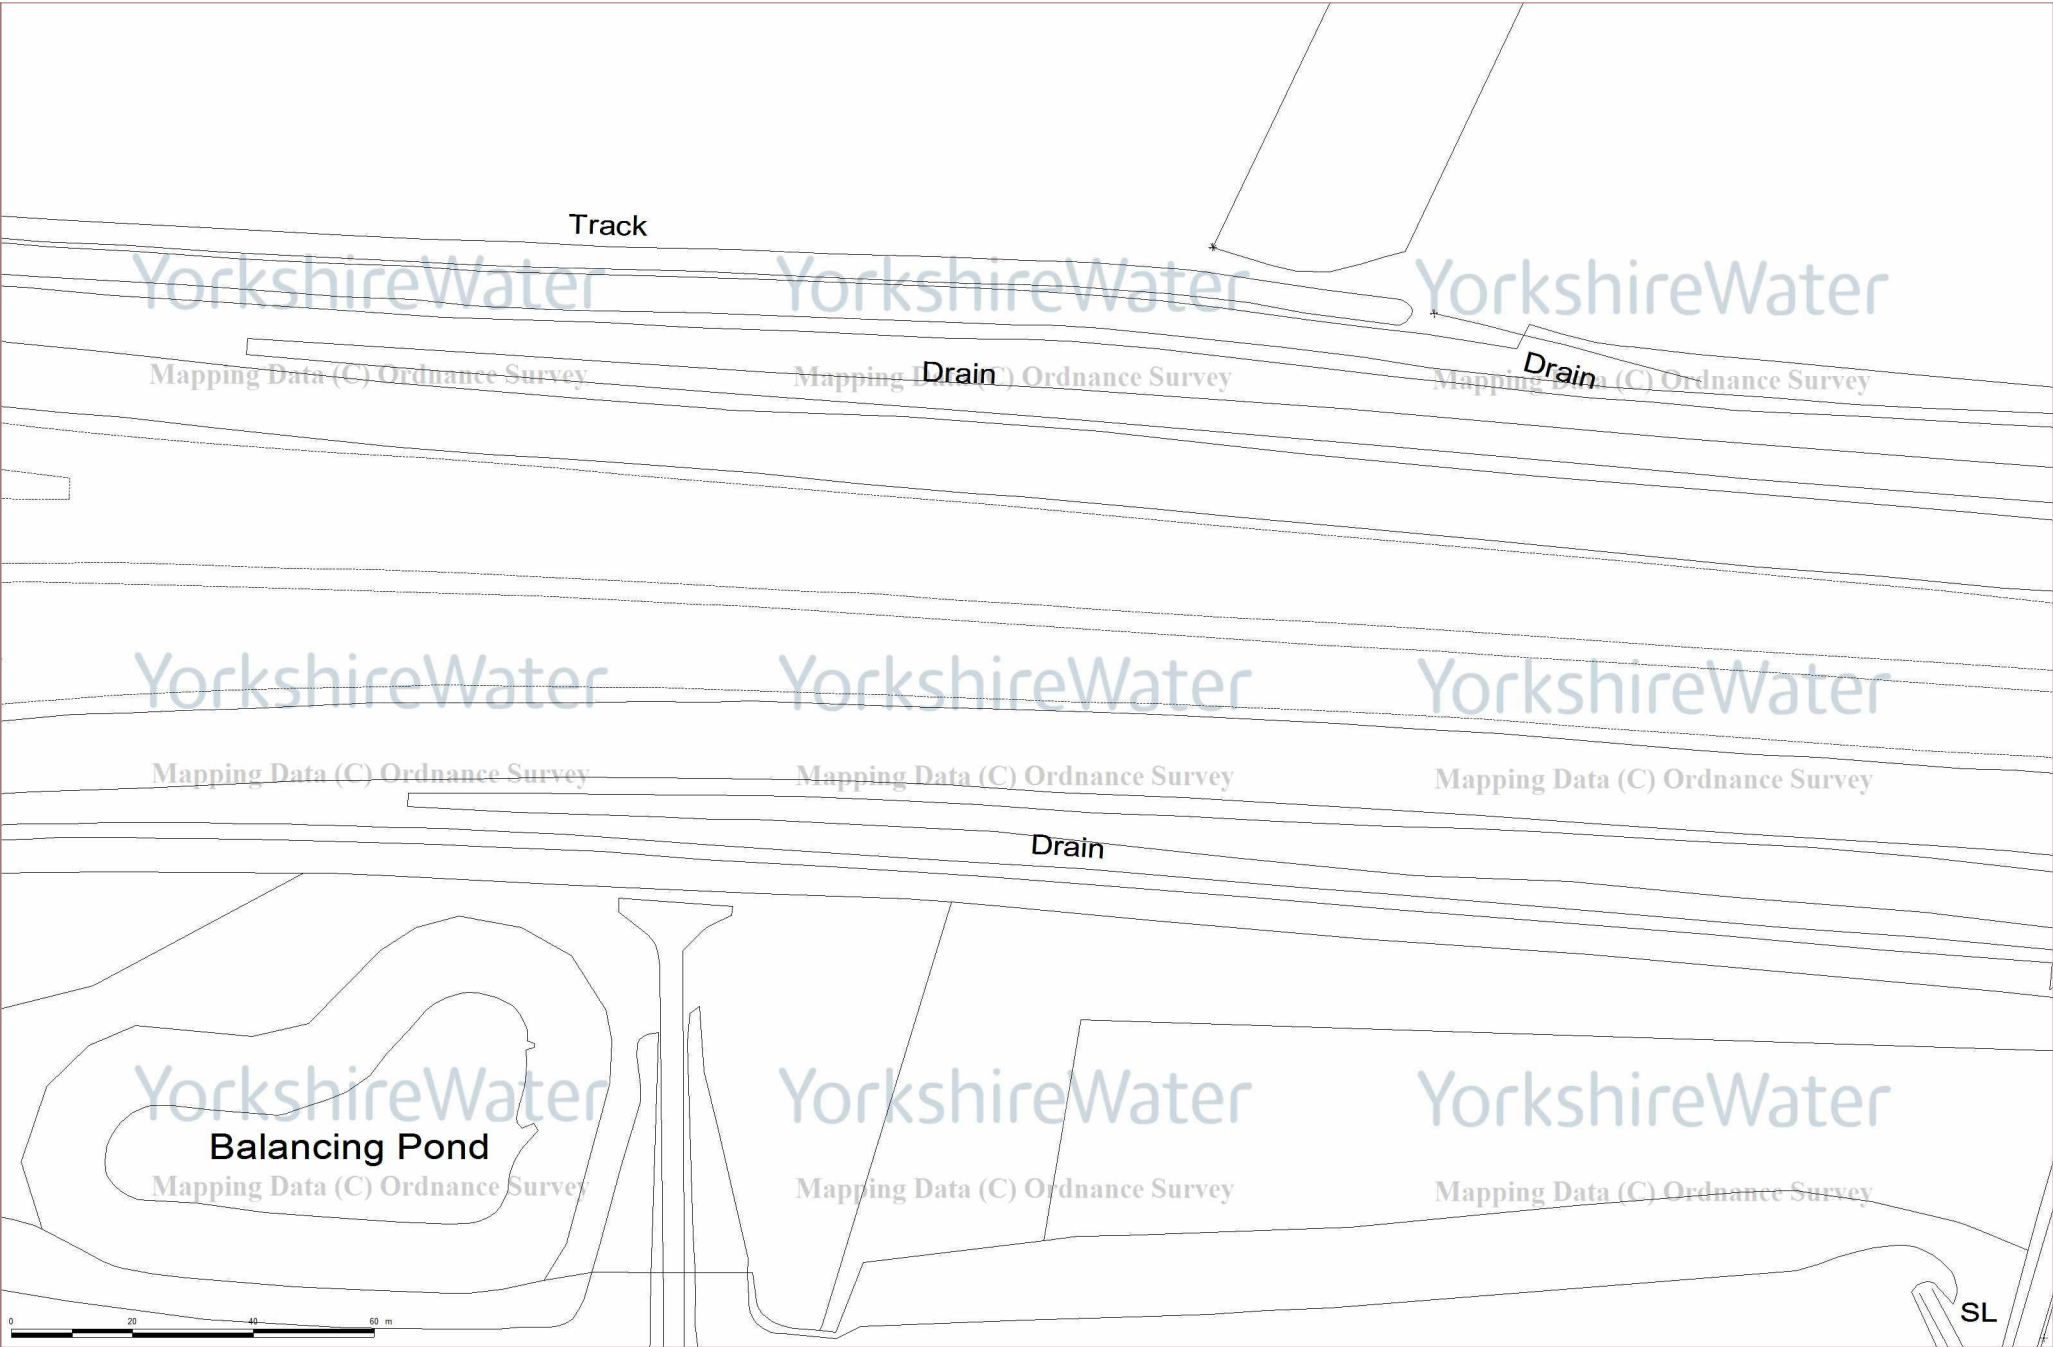 Track
YorkshireWater YorkshireWater YorkshireWater
Drain
Drain
Mapping Data (C) Ordnance Survey Mapping Data (C) Ordnance Survey Mapping Data (C) Ordnance Survey
YorkshireWater YorkshireWater YorkshireWater
Mapping Data (C) Ordnance Survey Mapping Data (C) Ordnance Survey Mapping Data (C) Ordnance Survey
Drain
YorkshireWater YorkshireWater YorkshireWater
Balancing Pond
Mapping Data (C) Ordnance Survey Mapping Data (C) Ordnance Survey Mapping Data (C) Ordnance Survey
SL
0 20 40 60 m